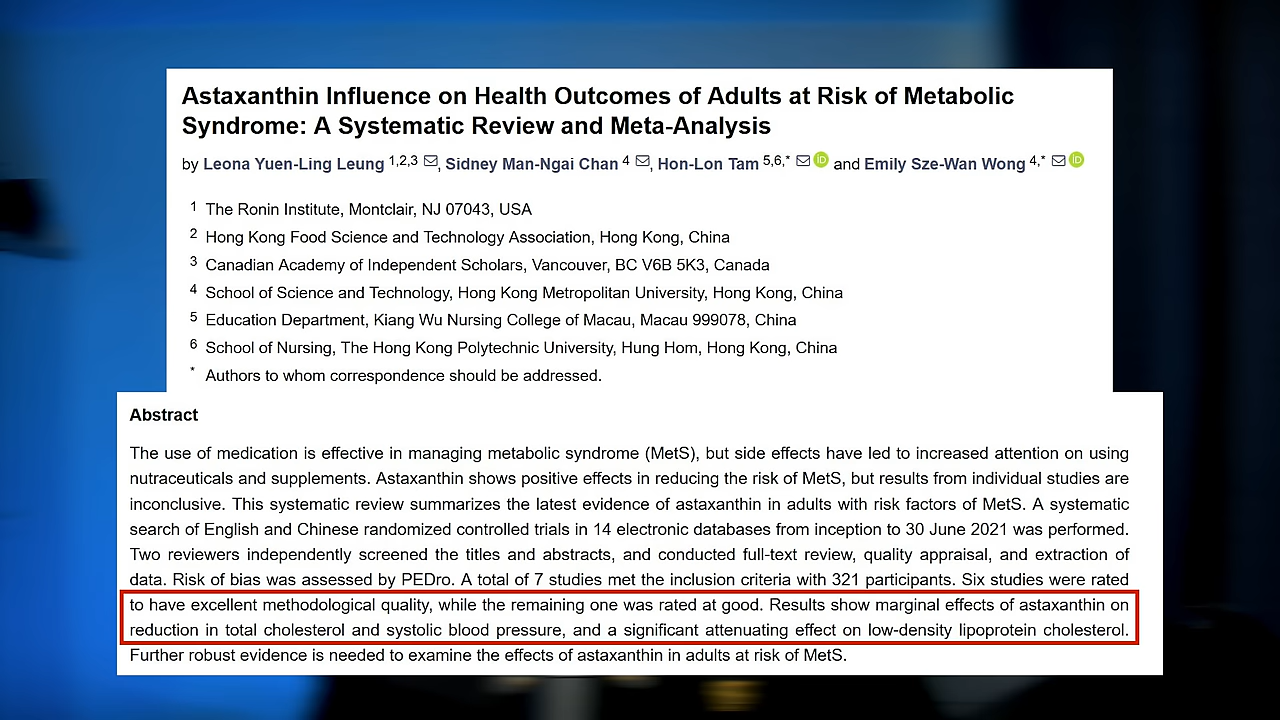 Astaxanthin Influence on Health Outcomes of Adults at Risk of Metabolic
Syndrome: A Systematic Review and Meta-Analysis
by Leona Yuen-Ling Leung 1,2,3, Sidney Man-Ngai Chan 4, Hon-Lon Tam 5,6,* iD and Emily Sze-Wan Wong 4,* iD
1 The Ronin Institute, Montclair, NJ 07043, USA
2 Hong Kong Food Science and Technology Association, Hong Kong, China
3 Canadian Academy of Independent Scholars, Vancouver, BC V6B 5K3, Canada
4 School of Science and Technology, Hong Kong Metropolitan University, Hong Kong, China
5 Education Department, Kiang Wu Nursing College of Macau, Macau 999078, China
6 School of Nursing, The Hong Kong Polytechnic University, Hung Hom, Hong Kong, China
* Authors to whom correspondence should be addressed.
Abstract
The use of medication is effective in managing metabolic syndrome (MetS), but side effects have led to increased attention on using
nutraceuticals and supplements. Astaxanthin shows positive effects in reducing the risk of MetS, but results from individual studies are
inconclusive. This systematic review summarizes the latest evidence of astaxanthin in adults with risk factors of MetS. A systematic
search of English and Chinese randomized controlled trials in 14 electronic databases from inception to 30 June 2021 was performed.
Two reviewers independently screened the titles and abstracts, and conducted full-text review, quality appraisal, and extraction of
data. Risk of bias was assessed by PEDro. A total of 7 studies met the inclusion criteria with 321 participants. Six studies were rated
to have excellent methodological quality, while the remaining one was rated at good. Results show marginal effects of astaxanthin on
reduction in total cholesterol and systolic blood pressure, and a significant attenuating effect on low-density lipoprotein cholesterol.
Further robust evidence is needed to examine the effects of astaxanthin in adults at risk of MetS.